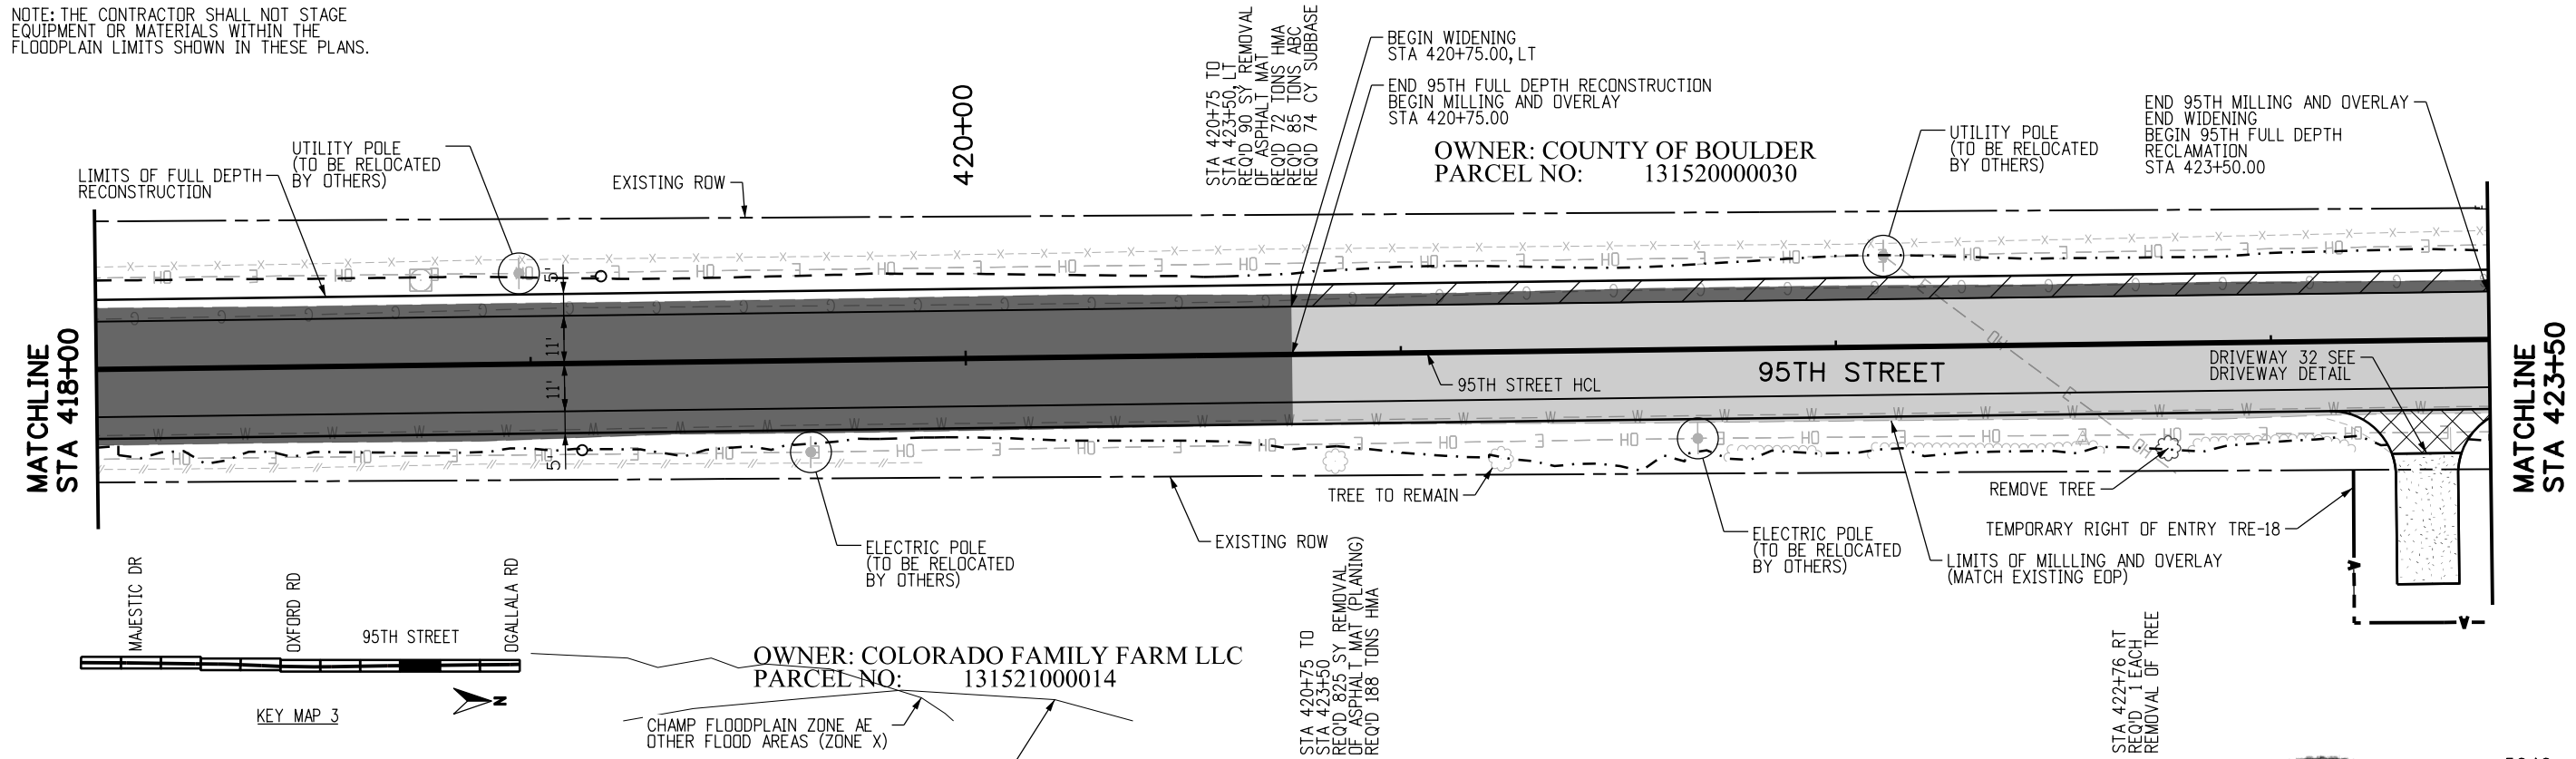 NOTE: THE CONTRACTOR SHALL NOT STAGE
EQUIPMENT OR MATERIALS WITHIN THE
FLOODPLAIN LIMITS SHOWN IN THESE PLANS.
LIMITS OF FULL DEPTH
RECONSTRUCTION
UTILITY POLE
(TO BE RELOCATED
BY OTHERS)
EXISTING ROW
420+00
STA 420+75 TO
STA 423+50, LT
REQ'D 90 SY REMOVAL
OF ASPHALT MAT
REQ'D 72 TONS HMA
REQ'D 85 TONS ABC
REQ'D 74 CY SUBBASE
BEGIN WIDENING
STA 420+75.00, LT
END 95TH FULL DEPTH RECONSTRUCTION
BEGIN MILLING AND OVERLAY
STA 420+75.00
OWNER: COUNTY OF BOULDER
PARCEL NO: 131520000030
UTILITY POLE
(TO BE RELOCATED
BY OTHERS)
END 95TH MILLING AND OVERLAY
END WIDENING
BEGIN 95TH FULL DEPTH
RECLAMATION
STA 423+50.00
MATCHLINE
STA 418+00
5'
11'
11'
5'
95TH STREET HCL
95TH STREET
DRIVEWAY 32 SEE
DRIVEWAY DETAIL
MATCHLINE
STA 423+50
TREE TO REMAIN
REMOVE TREE
TEMPORARY RIGHT OF ENTRY TRE-18
EXISTING ROW
ELECTRIC POLE
(TO BE RELOCATED
BY OTHERS)
ELECTRIC POLE
(TO BE RELOCATED
BY OTHERS)
LIMITS OF MILLLING AND OVERLAY
(MATCH EXISTING EOP)
MAJESTIC DR
OXFORD RD
95TH STREET
OGALLALA RD
N
KEY MAP 3
OWNER: COLORADO FAMILY FARM LLC
PARCEL NO: 131521000014
CHAMP FLOODPLAIN ZONE AE
OTHER FLOOD AREAS (ZONE X)
STA 420+75 TO
STA 423+50
REQ'D 825 SY REMOVAL
OF ASPHALT MAT (PLANING)
REQ'D 188 TONS HMA
STA 422+76 RT
REQ'D 1 EACH
REMOVAL OF TREE